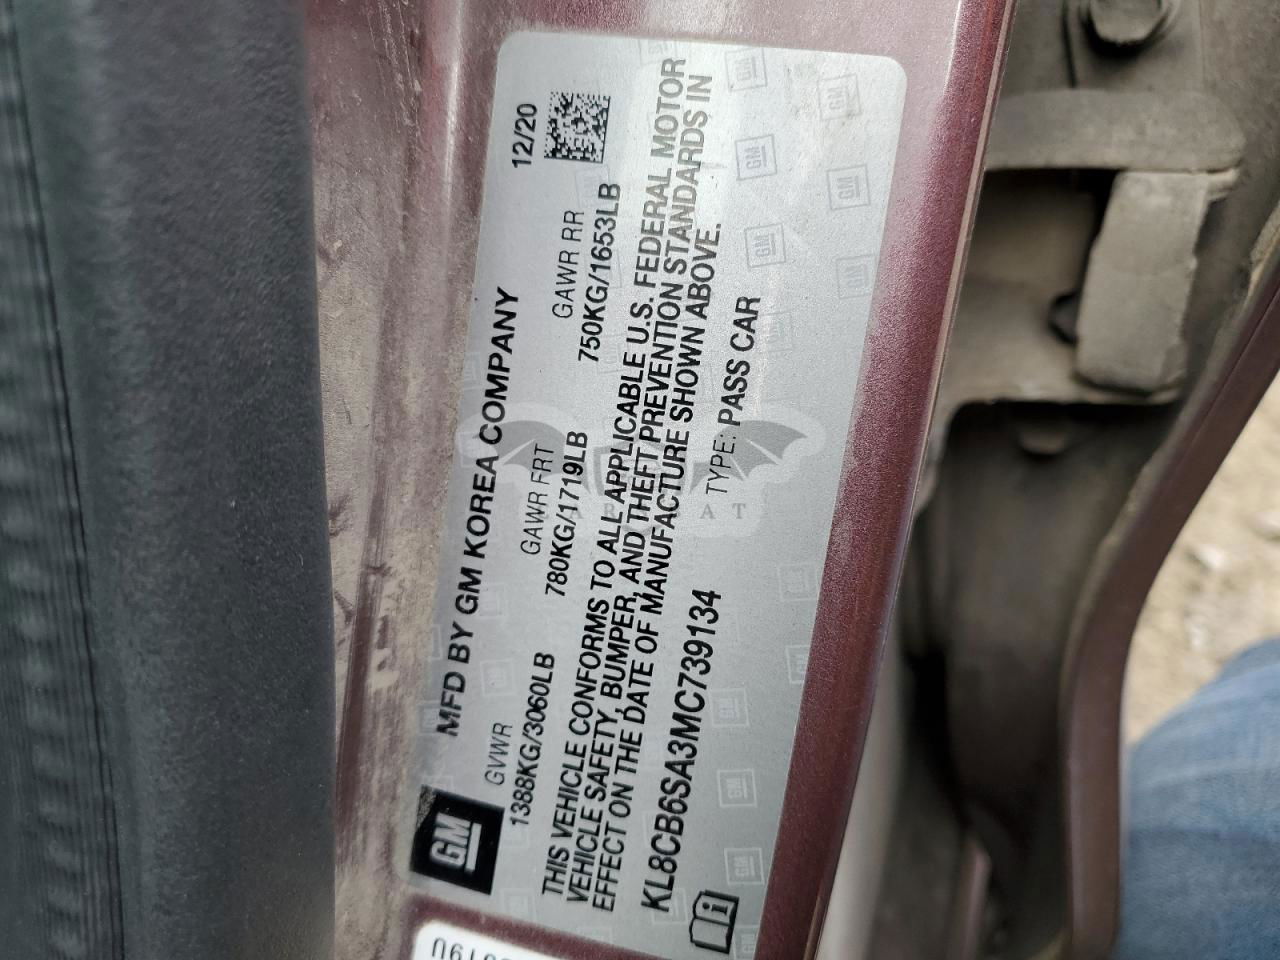 GM
MFD BY GM KOREA COMPANY
12/20
GVWR
GAWR FRT
GAWR RR
1388KG/3060LB
780KG/1719LB
750KG/1653LB
THIS VEHICLE CONFORMS TO ALL APPLICABLE U.S. FEDERAL MOTOR
VEHICLE SAFETY, BUMPER, AND THEFT PREVENTION STANDARDS IN
EFFECT ON THE DATE OF MANUFACTURE SHOWN ABOVE.
KL8CB6SA3MC739134
TYPE: PASS CAR